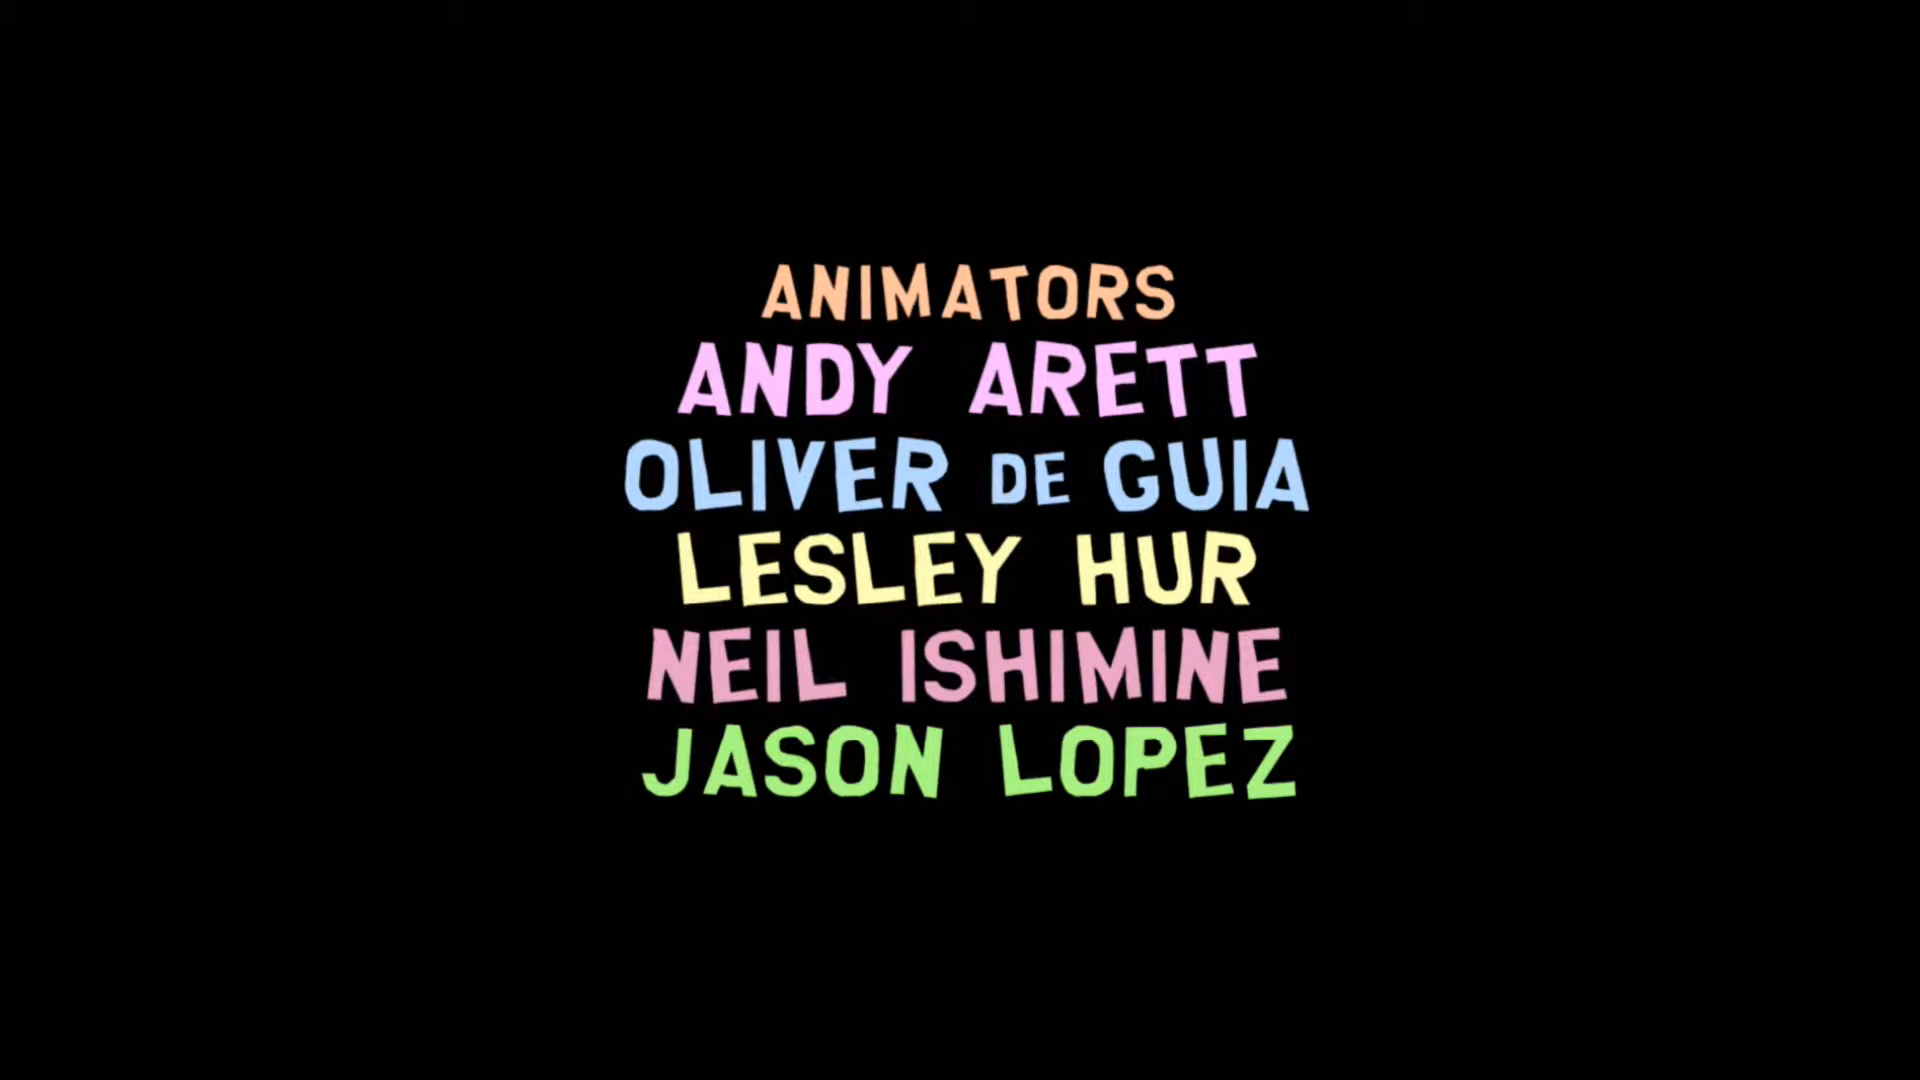 ANIMATORS
ANDY ARETT
OLIVER DE GUIA
LESLEY HUR
NEIL ISHIMINE
JASON LOPEZ